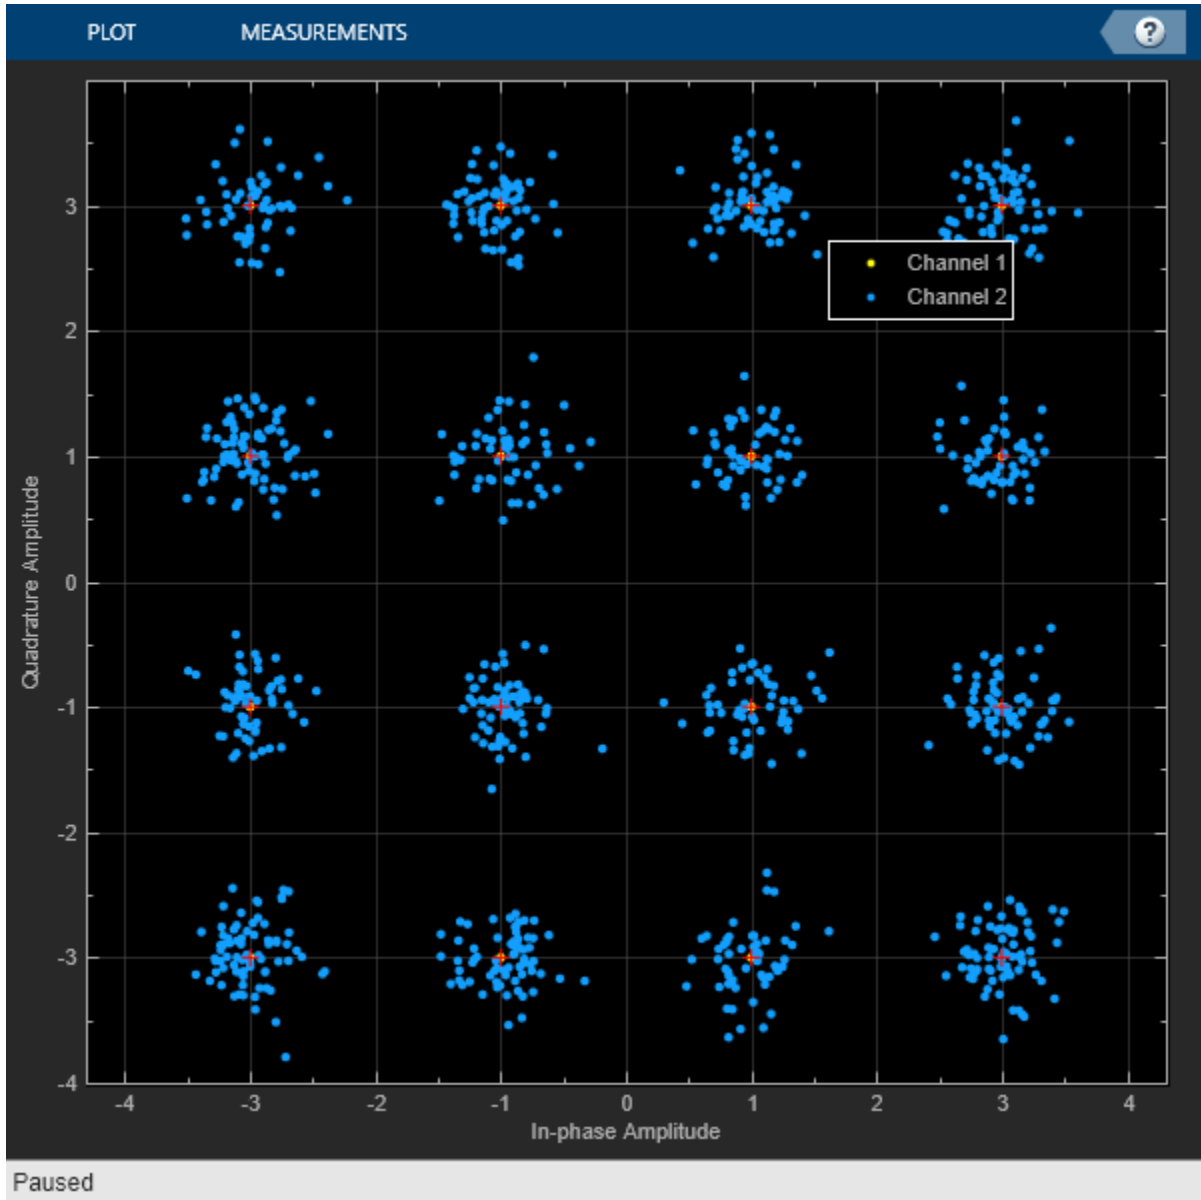 PLOT MEASUREMENTS ?
3
Channel 1
Channel 2
2
1
0
-1
-2
-3
-4
Quadrature Amplitude
-4 -3 -2 -1 0 1 2 3 4
In-phase Amplitude
Paused